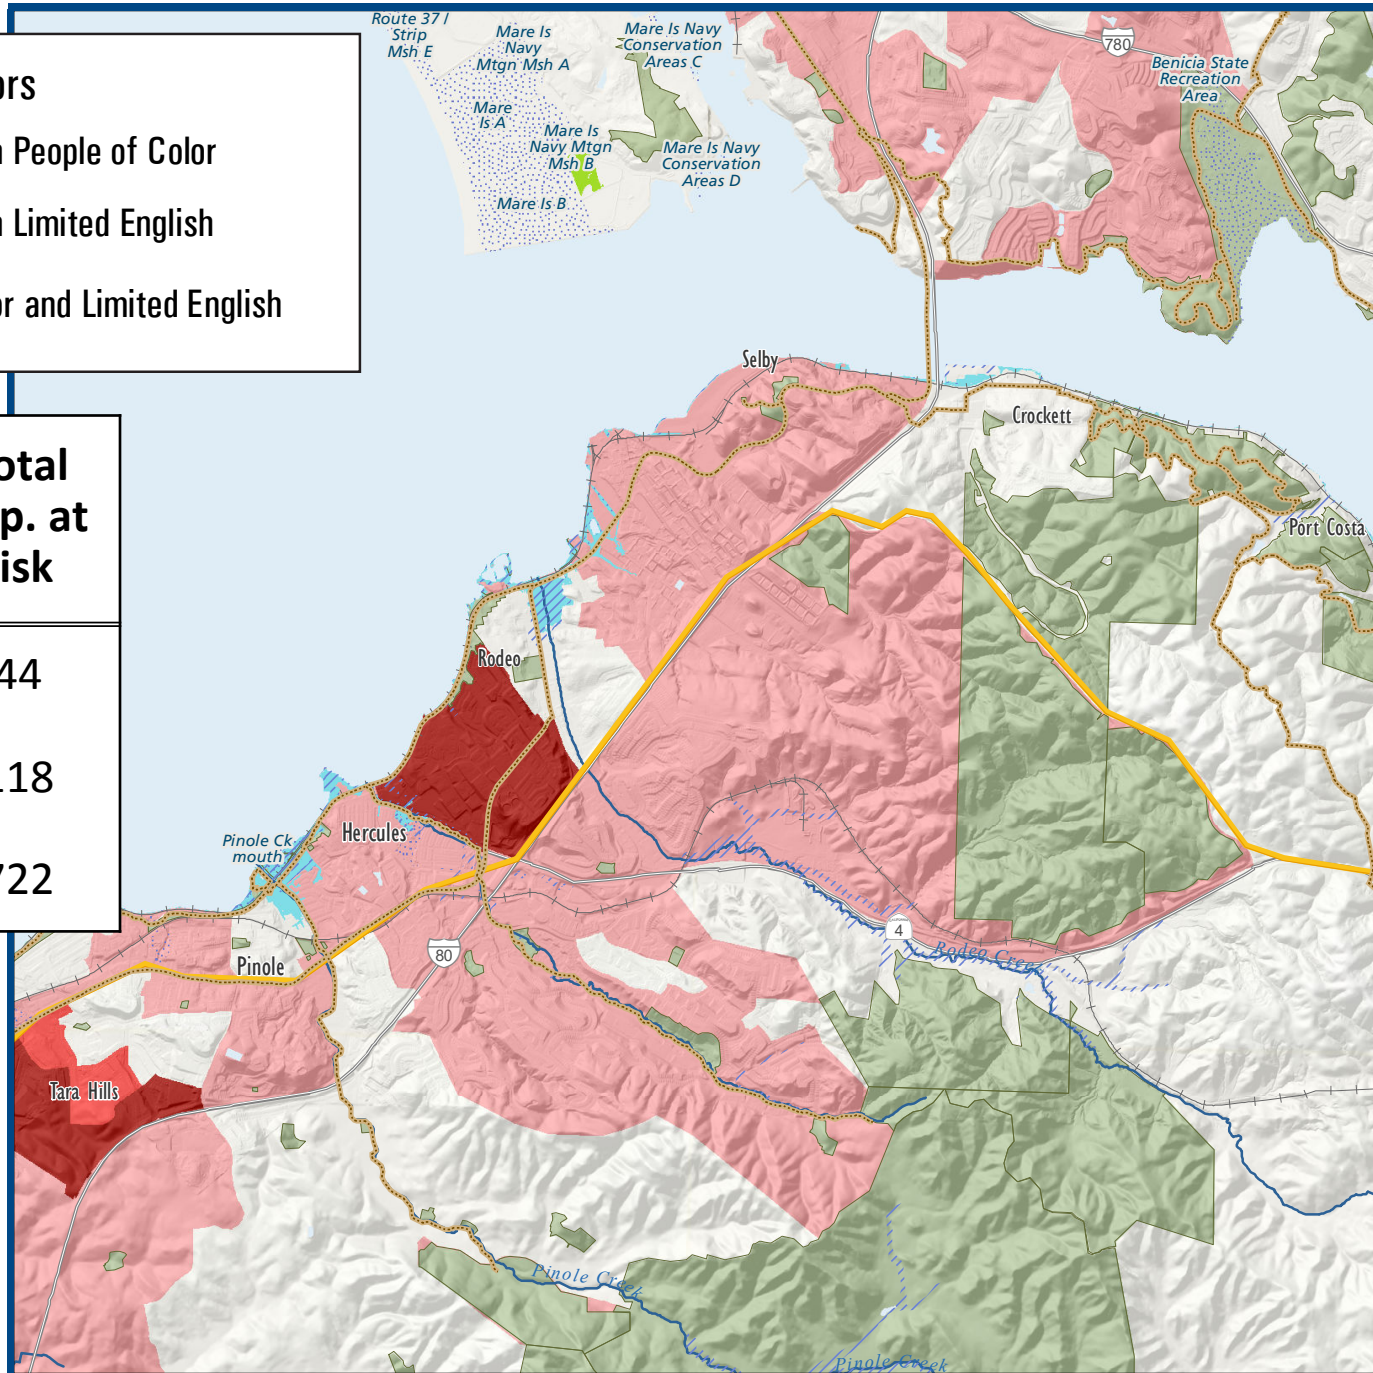 ors
n People of Color
n Limited English
or and Limited English
otal
p. at
isk
44
118
722
Route 37 /
Strip
Msh E
Mare Is
Navy
Mtgn Msh A
Mare Is Navy
Conservation
Areas C
780
Benicia State
Recreation
Area
Mare
Is A
Mare Is
Navy Mtgn
Msh B
Mare Is Navy
Conservation
Areas D
Mare Is B
Selby
Crockett
Port Costa
Rodeo
Hercules
Pinole Ck
mouth
Pinole
80
CALIFORNIA
4
Rodeo Creek
Tara Hills
Pinole Creek
Pinole Creek